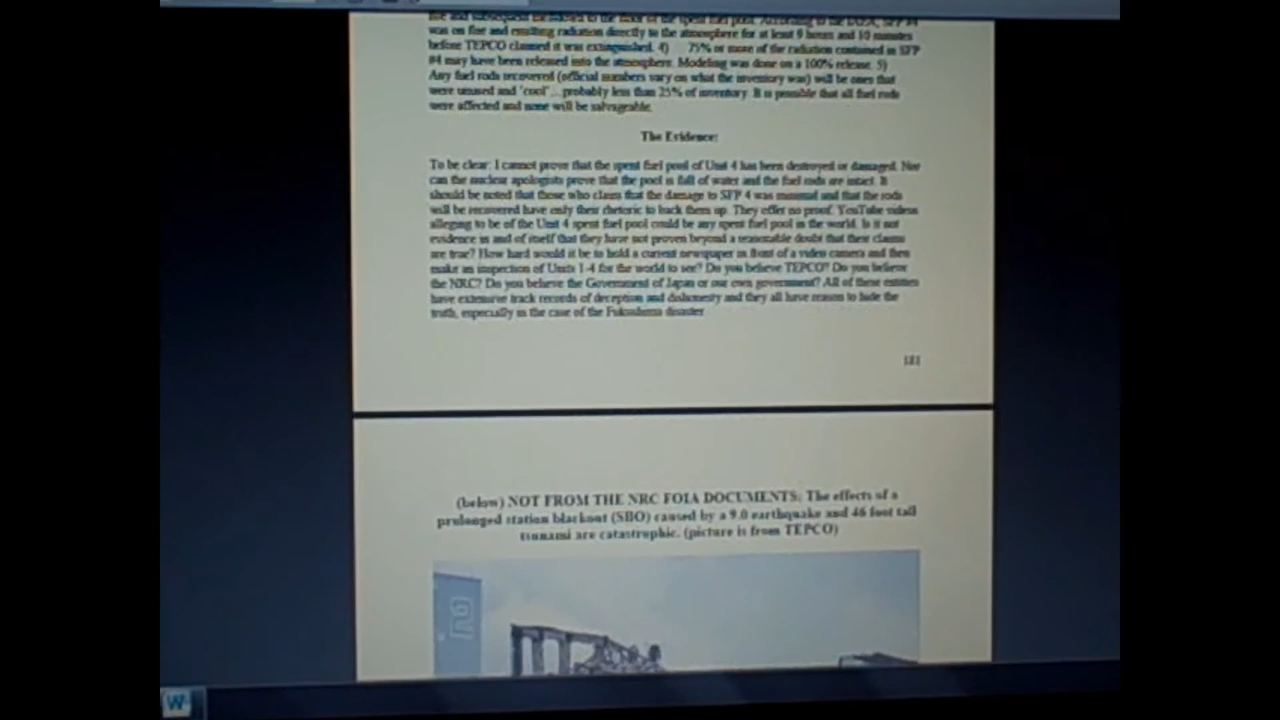 was on fire and emitting radiation directly to the atmosphere for at least 9 hours and 10 minutes
before TEPCO claimed it was extinguished. 4) 75% or more of the radiation contained in SFP
#4 may have been released into the atmosphere. Modeling was done on a 100% release. 5)
Any fuel rods recovered (official numbers vary on what the inventory was) will be ones that
were unused and 'cool'... probably less than 25% of inventory. It is possible that all fuel rods
were affected and none will be salvageable.
The Evidence:
To be clear: I cannot prove that the spent fuel pool of Unit 4 has been destroyed or damaged. Nor
can the nuclear apologists prove that the pool is full of water and the fuel rods are intact. It
should be noted that those who claim that the damage to SFP 4 was minimal and that the rods
will be recovered have only their rhetoric to back them up. They offer no proof. YouTube videos
alleging to be of the Unit 4 spent fuel pool could be any spent fuel pool in the world. Is it not
evidence in and of itself that they have not proven beyond a reasonable doubt that their claims
are true? How hard would it be to hold a current newspaper in front of a video camera and then
make an inspection of Units 1-4 for the world to see? Do you believe TEPCO? Do you believe
the NRC? Do you believe the Government of Japan or our own government? All of these entities
have extensive track records of deception and dishonesty and they all have reason to hide the
truth, especially in the case of the Fukushima disaster
181
(below) NOT FROM THE NRC FOIA DOCUMENTS: The effects of a
prolonged station blackout (SBO) caused by a 9.0 earthquake and 46 foot tall
tsunami are catastrophic. (picture is from TEPCO)
W